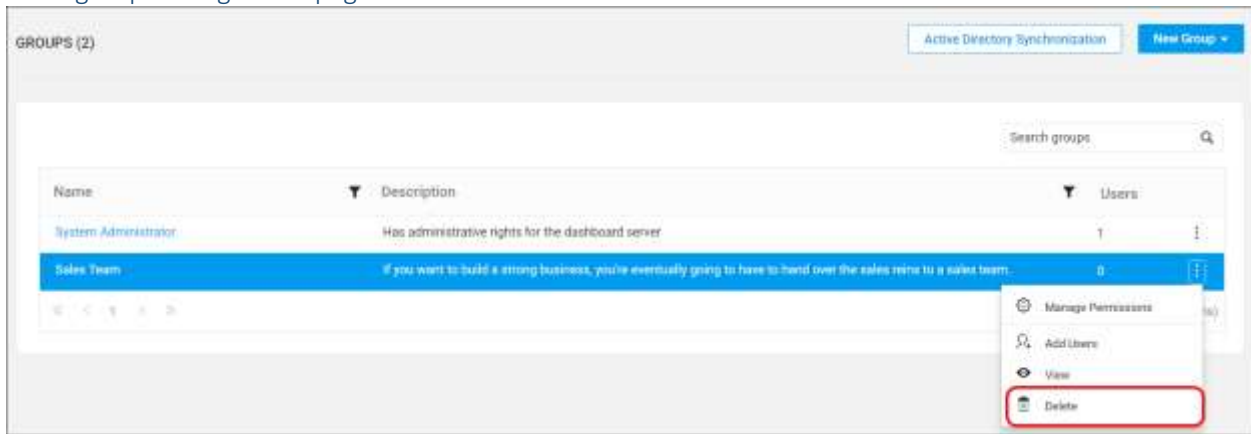 GROUPS (2)
Active Directory Synchronization
New Group
Search groups
Name
Description
Users
System Administrator
Has administrative rights for the dashboard server
1
Sales Team
If you want to build a strong business, you're eventually going to have to hand over the sales reins to a sales team.
0
1
Manage Permissions
Add Users
View
Delete